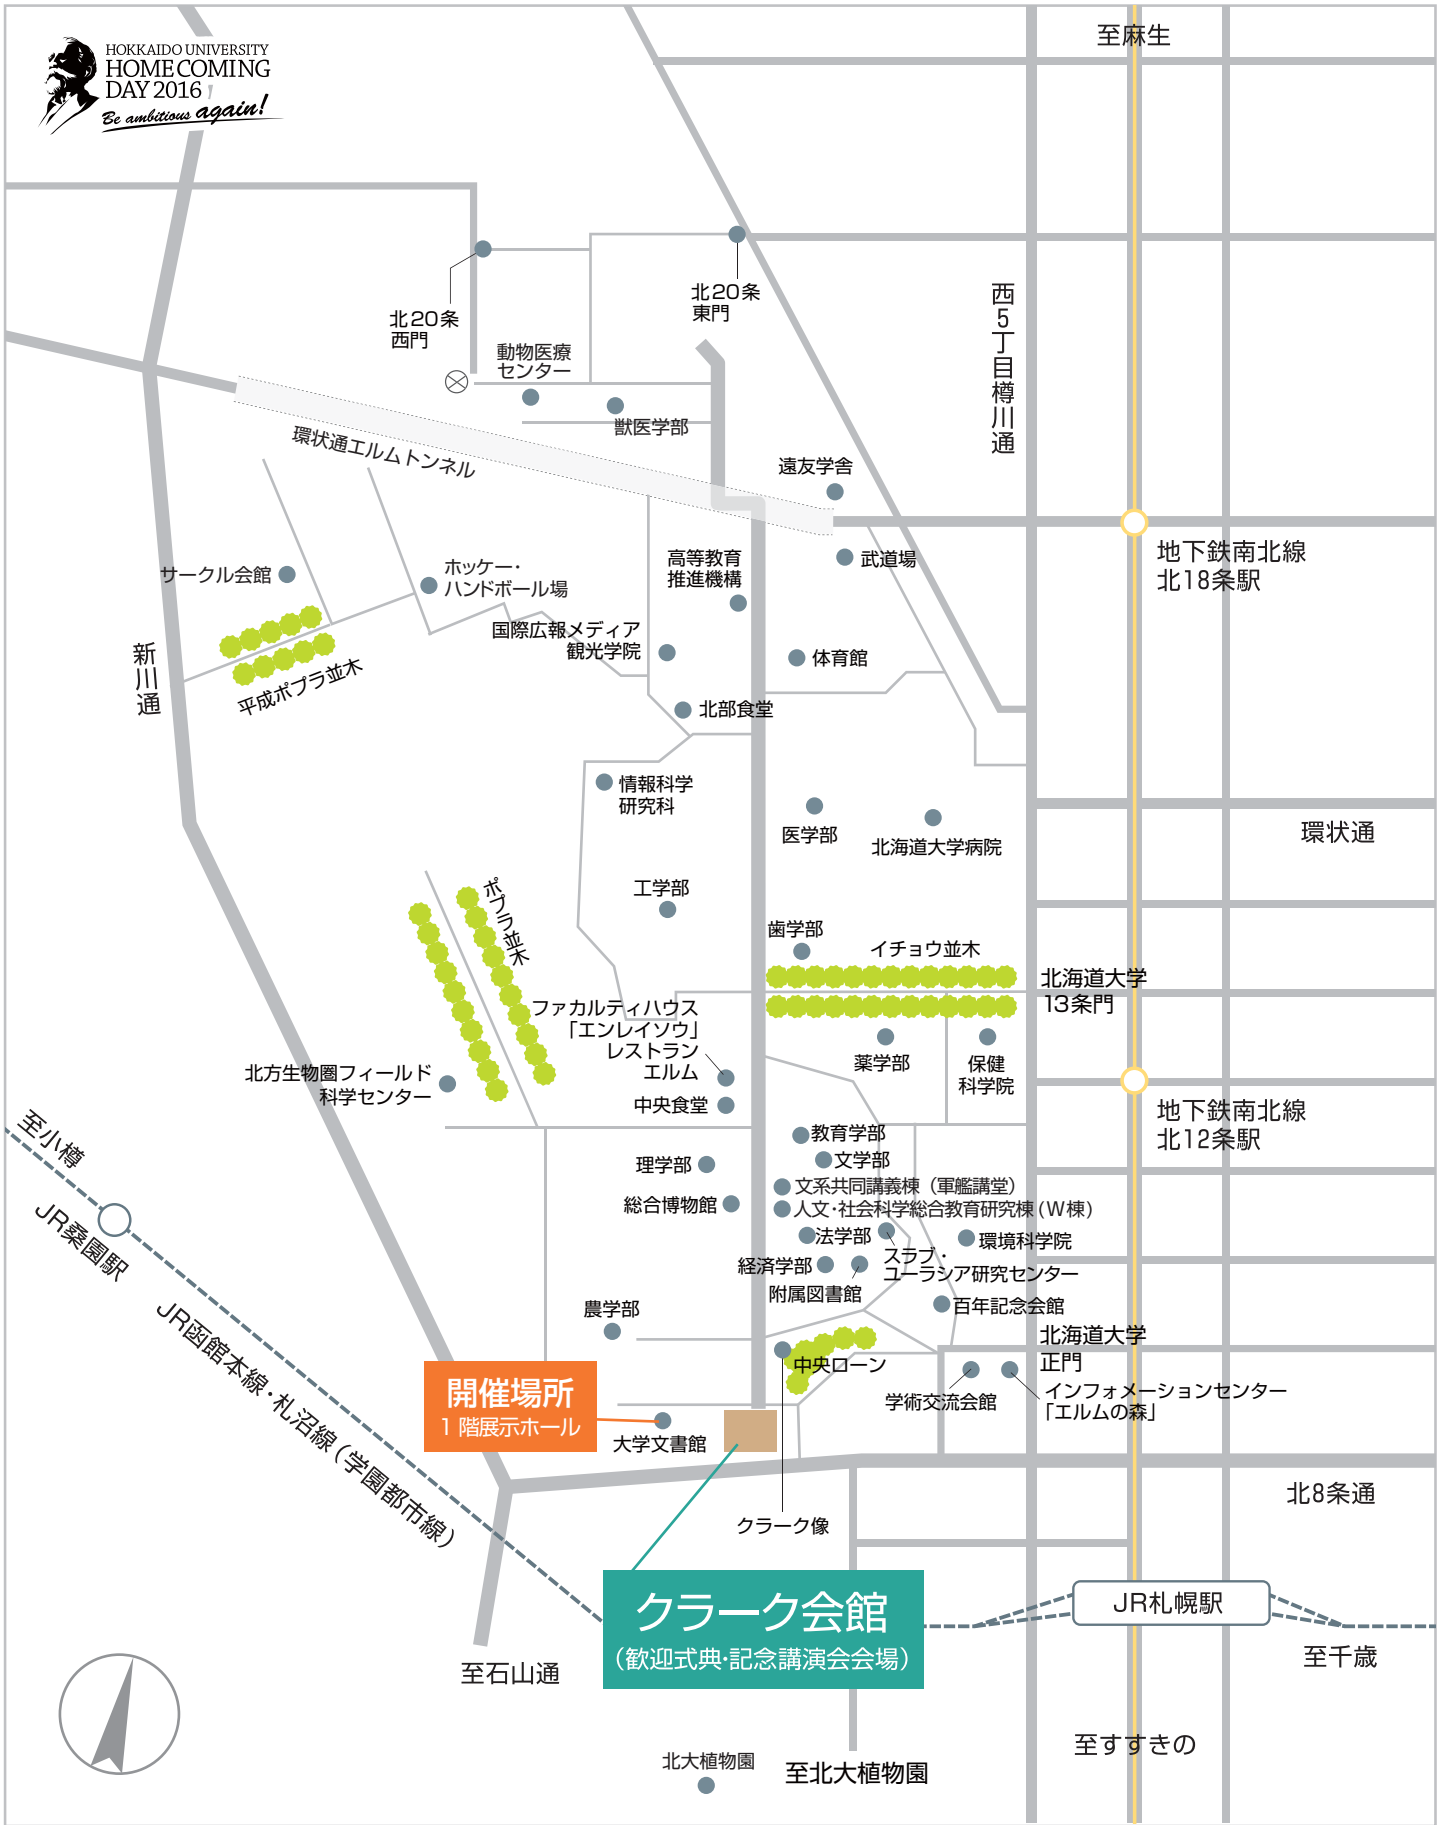 HOKKAIDO UNIVERSITY
HOMECOMING
DAY 2016
Be ambitious again!
至麻生
北20条
西門
北20条
東門
西5丁目樽川通
動物医療
センター
獣医学部
環状通エルムトンネル
遠友学舎
武道場
地下鉄南北線
北18条駅
サークル会館
ホッケー・
ハンドボール場
高等教育
推進機構
国際広報メディア
観光学院
体育館
新川通
平成ポプラ並木
北部食堂
情報科学
研究科
医学部
北海道大学病院
環状通
工学部
ポプラ並木
歯学部
イチョウ並木
北海道大学
13条門
ファカルティハウス
「エンレイソウ」
レストラン
エルム
薬学部
保健
科学院
北方生物圏フィールド
科学センター
中央食堂
地下鉄南北線
北12条駅
至小樽
JR桑園駅
教育学部
文学部
理学部
文系共同講義棟（軍艦講堂）
総合博物館
人文・社会科学総合教育研究棟(W棟)
法学部
スラブ・
ユーラシア研究センター
環境科学院
経済学部
附属図書館
百年記念会館
農学部
北海道大学
正門
中央ローン
学術交流会館
インフォメーションセンター
「エルムの森」
JR函館本線・札沼線（学園都市線）
開催場所
1階展示ホール
大学文書館
クラーク像
北8条通
クラーク会館
（歓迎式典・記念講演会会場）
JR札幌駅
至千歳
至石山通
至すすきの
北大植物園
至北大植物園